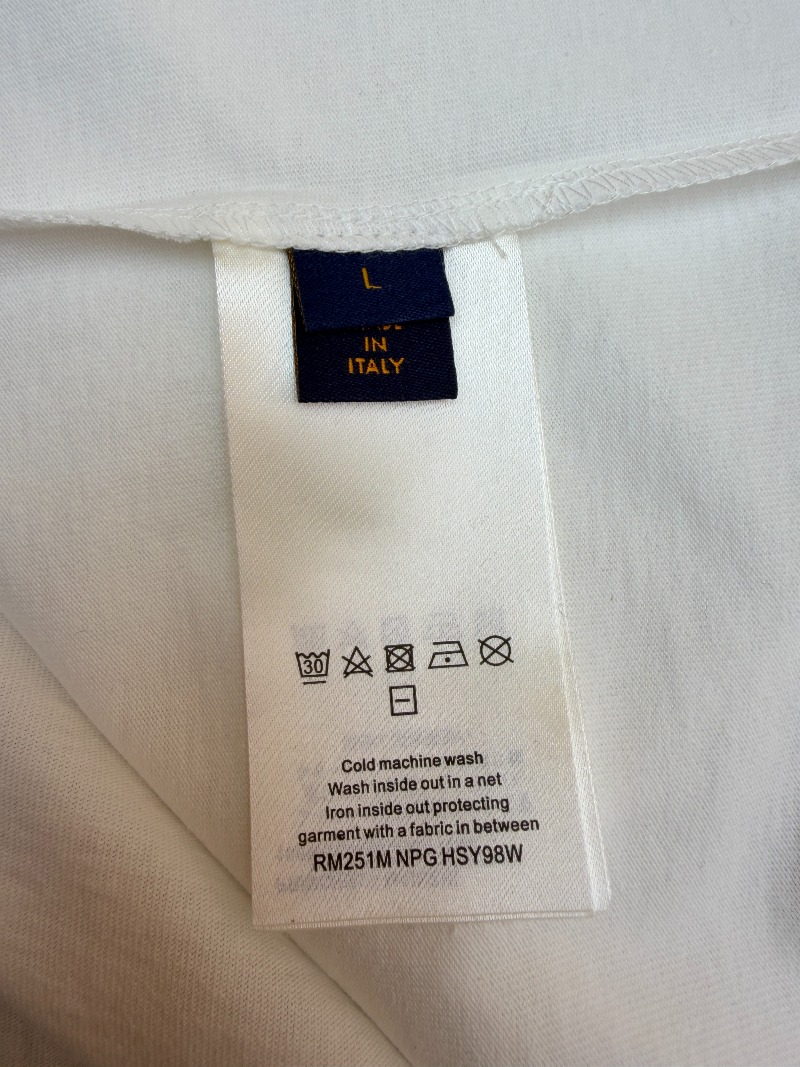 L
IN
ITALY
30
Cold machine wash
Wash inside out in a net
Iron inside out protecting
garment with a fabric in between
RM251M NPG HSY98W